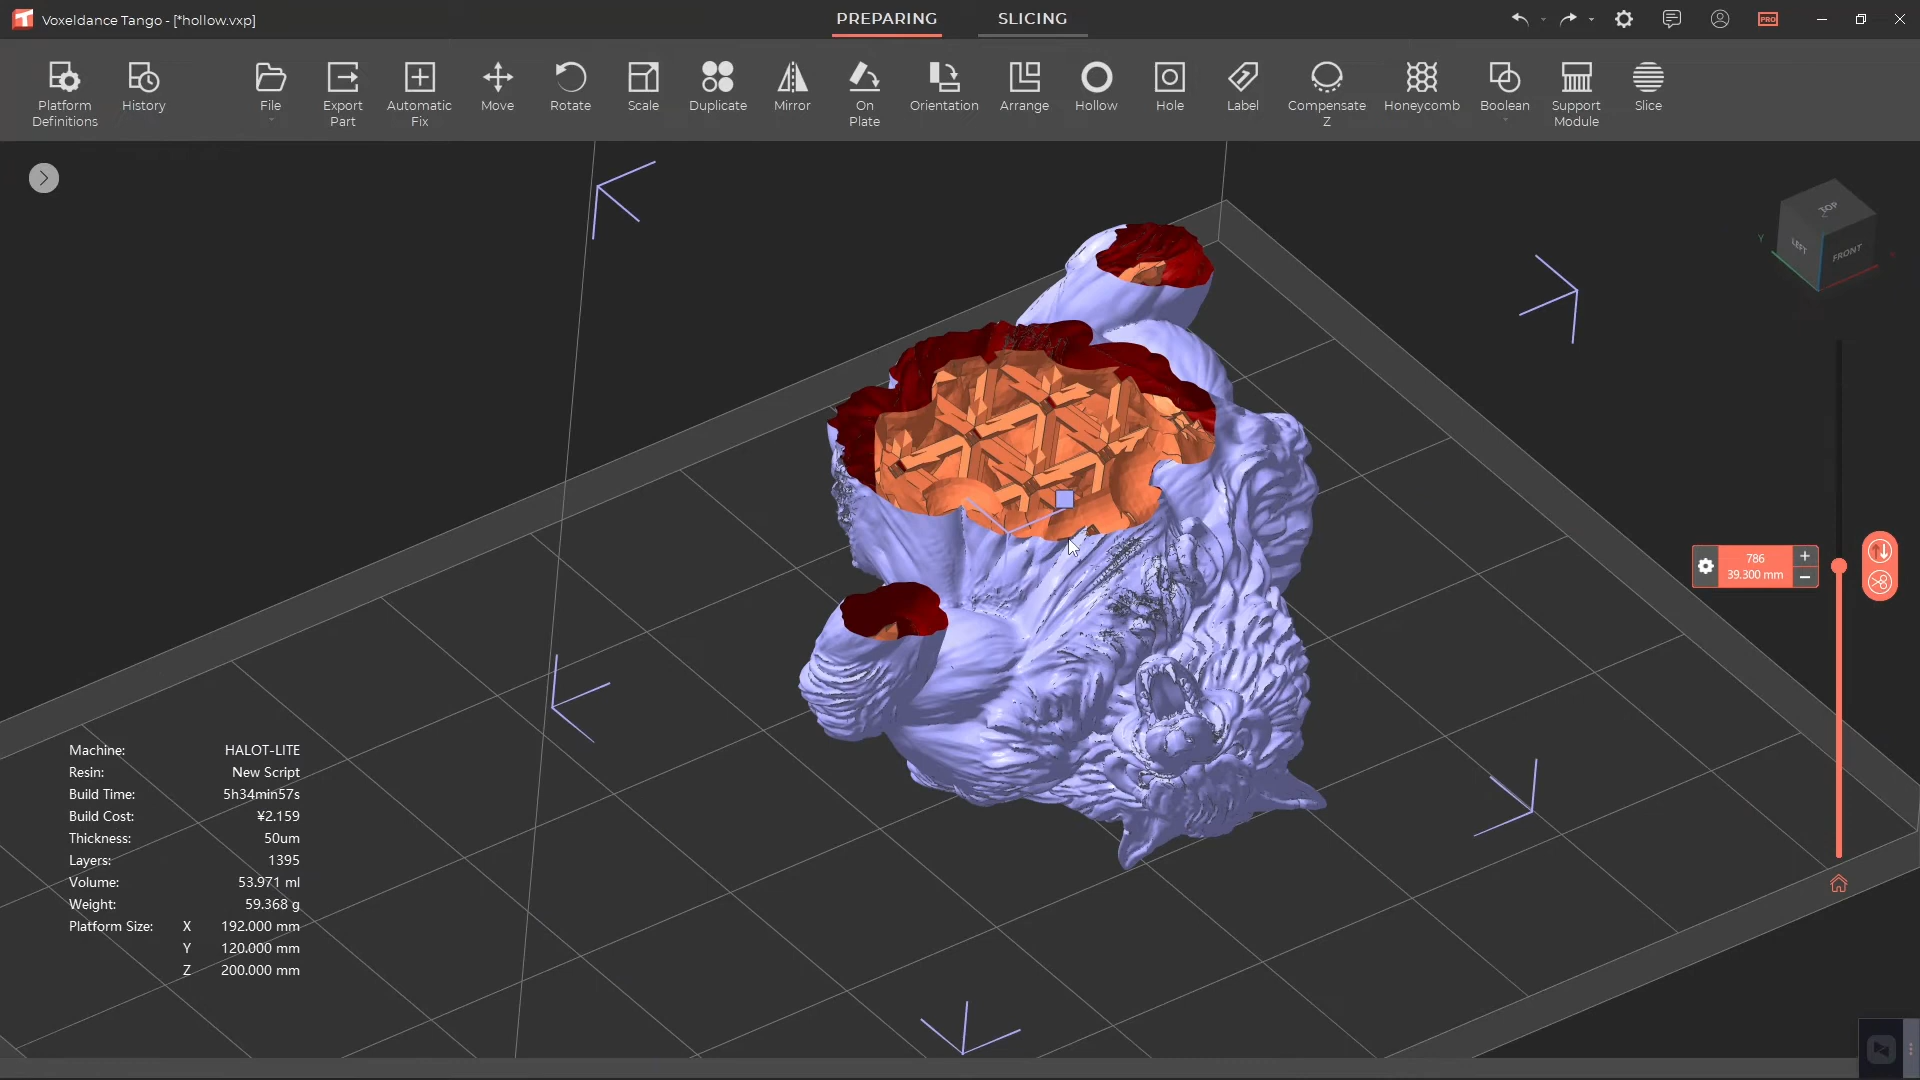 Voxeldance Tango - [*hollow.vxp]
PREPARING
SLICING
PRO
Platform Definitions
History
File
Export Part
Automatic Fix
Move
Rotate
Scale
Duplicate
Mirror
On Plate
Orientation
Arrange
Hollow
Hole
Label
Compensate Z
Honeycomb
Boolean
Support Module
Slice
TOP
LEFT
FRONT
Y
786
39.300 mm
Machine: HALOT-LITE
Resin: New Script
Build Time: 5h34min57s
Build Cost: ¥2.159
Thickness: 50um
Layers: 1395
Volume: 53.971 ml
Weight: 59.368 g
Platform Size: X 192.000 mm
Y 120.000 mm
Z 200.000 mm